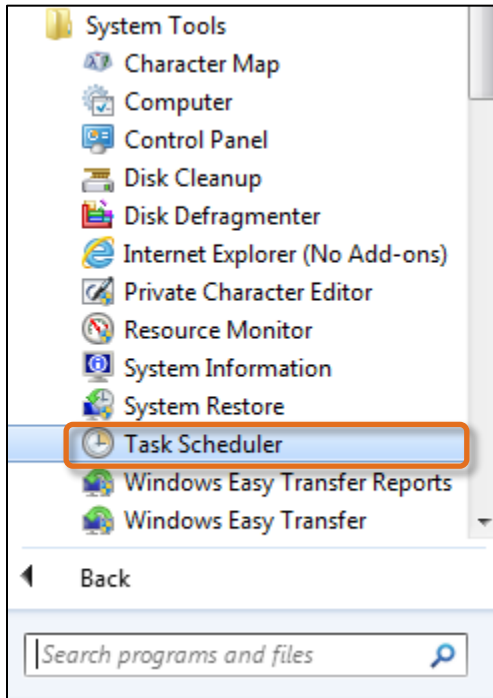 System Tools
Character Map
Computer
Control Panel
Disk Cleanup
Disk Defragmenter
Internet Explorer (No Add-ons)
Private Character Editor
Resource Monitor
System Information
System Restore
Task Scheduler
Windows Easy Transfer Reports
Windows Easy Transfer
Back
Search programs and files